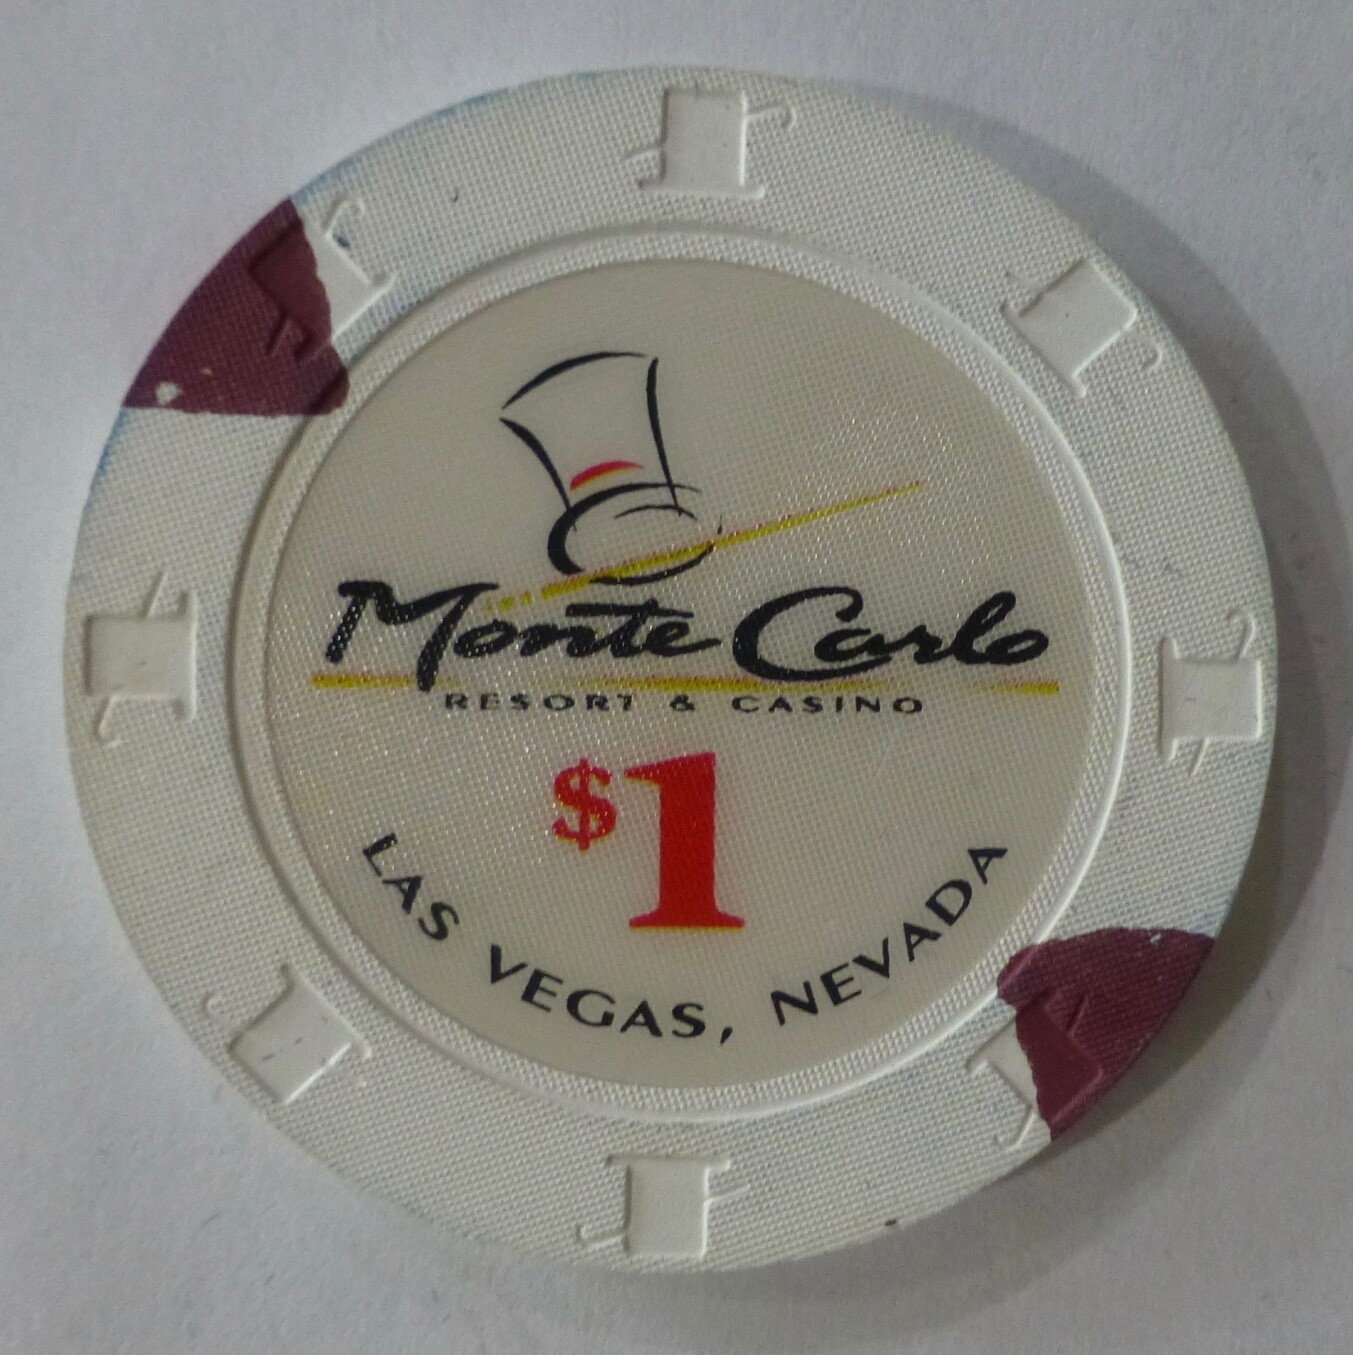 Monte Carlo
RESORT & CASINO
$1
LAS VEGAS, NEVADA